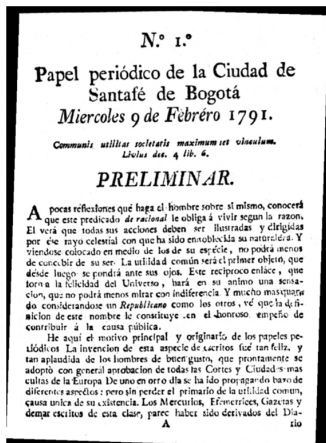 N.º 1.º
Papel periódico de la Ciudad de
Santafé de Bogotá
Miercoles 9 de Febréro 1791.
Communis utilitas societatis maximum est vinculum.
Livius dec. 4 lib. 6.
PRELIMINAR.
A pocas réflexiones qué haga el hombre sobre sí mismo, conocerá
que este predicado de racional le obliga á vivir segun la razon,
El verá que todas sus acciones deben ser ilustradas y dirigidas
por ese rayo celestial con que ha sido ennoblecida su naturaleza. Y
viendose colocado en medio de los de su especie, no podrá menos
de concebir de su ser. La utilidad comun será el primer objeto, que
desde luego se pondrá ante sus ojos. Este reciproco enlace, que
torna la felicidad del Universo, hará en su animo una sensa-
cion, que no podrá menos mirar con indiferencia. Y mucho mas quando
considerandose un Republicano como los otros, vé que la defi-
nicion de este nombre le constituye en el honroso empeño de
contribuir á la causa pública.
He aquí el motivo principal y originario de los papeles pe-
riódicos La invencion de esta especie de escritos fué tan feliz, y
tan aplaudida de los hombres de buen gusto, que prontamente se
adoptó con general aprobacion de todas las Cortes y Ciudades mas
cultas de la Europa De uno en otro dia se ha ido propagando baxo de
diferentes aspectos: pero sin perder el primario de la utilidad comun,
causa unica de su existencia. Los Mercurios, Efemerides, Gazetas y
demas escritos de esta clase, parece haber sido derivados del Dia-
A
rio